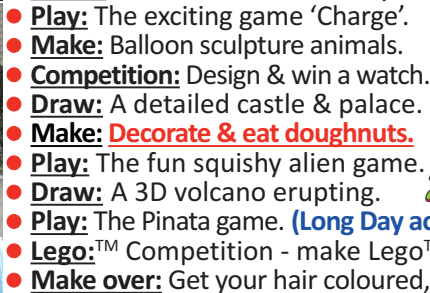 • Play: The exciting game ‘Charge’.
• Make: Balloon sculpture animals.
• Competition: Design & win a watch.
• Draw: A detailed castle & palace.
• Make: Decorate & eat doughnuts.
• Play: The fun squishy alien game.
• Draw: A 3D volcano erupting.
• Play: The Pinata game. (Long Day
• Lego:™ Competition - make Lego
• Make over: Get your hair coloured,